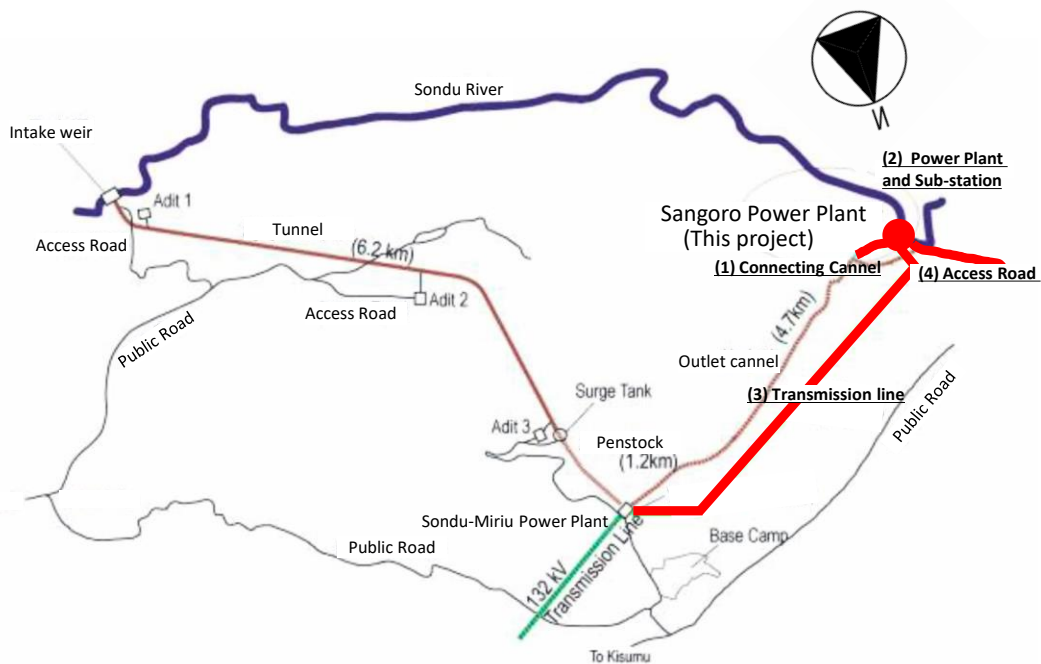 Sondu River
Intake weir
N
(2) Power Plant
and Sub-station
Adit 1
Access Road
Tunnel
(6.2 km)
Sangoro Power Plant
(This project)
(1) Connecting Cannel
(4) Access Road
Adit 2
Access Road
Public Road
(4.7km)
Outlet cannel
(3) Transmission line
Public Road
Surge Tank
Adit 3
Penstock
(1.2km)
Sondu-Miriu Power Plant
Public Road
132 kV
Transmission Line
Base Camp
To Kisumu